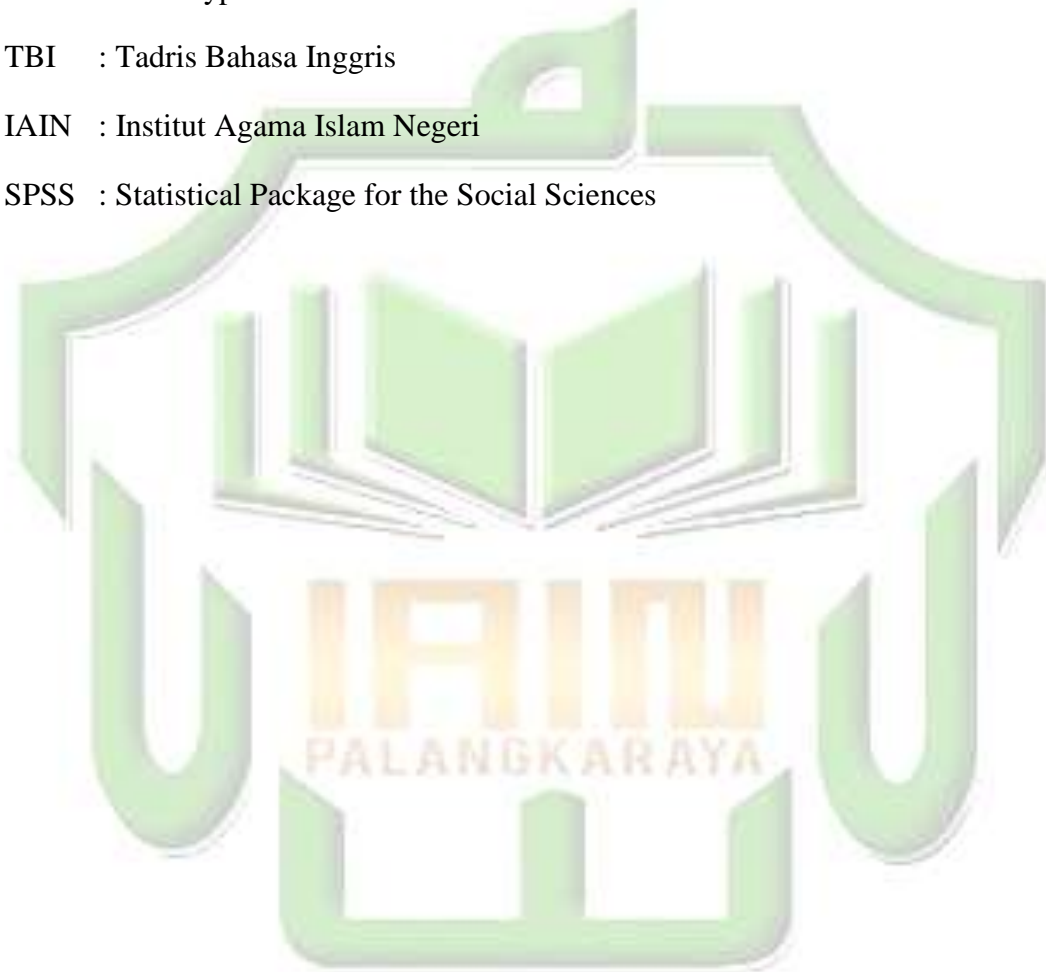 TBI : Tadris Bahasa Inggris
IAIN : Institut Agama Islam Negeri
SPSS : Statistical Package for the Social Sciences
IAIN
PALANGKARAYA